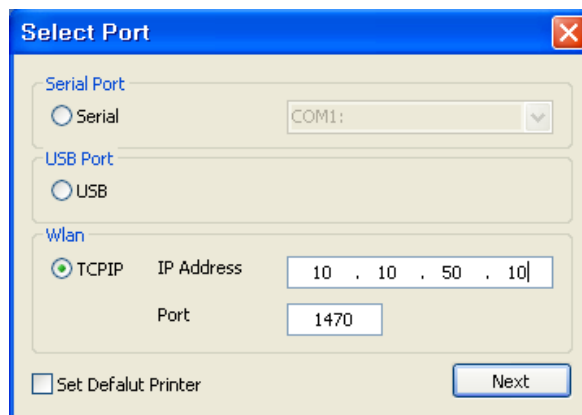 Select Port
Serial Port
Serial COM1:
USB Port
USB
Wlan
TCPIP IP Address 10 . 10 . 50 . 10
Port 1470
Set Defalut Printer Next